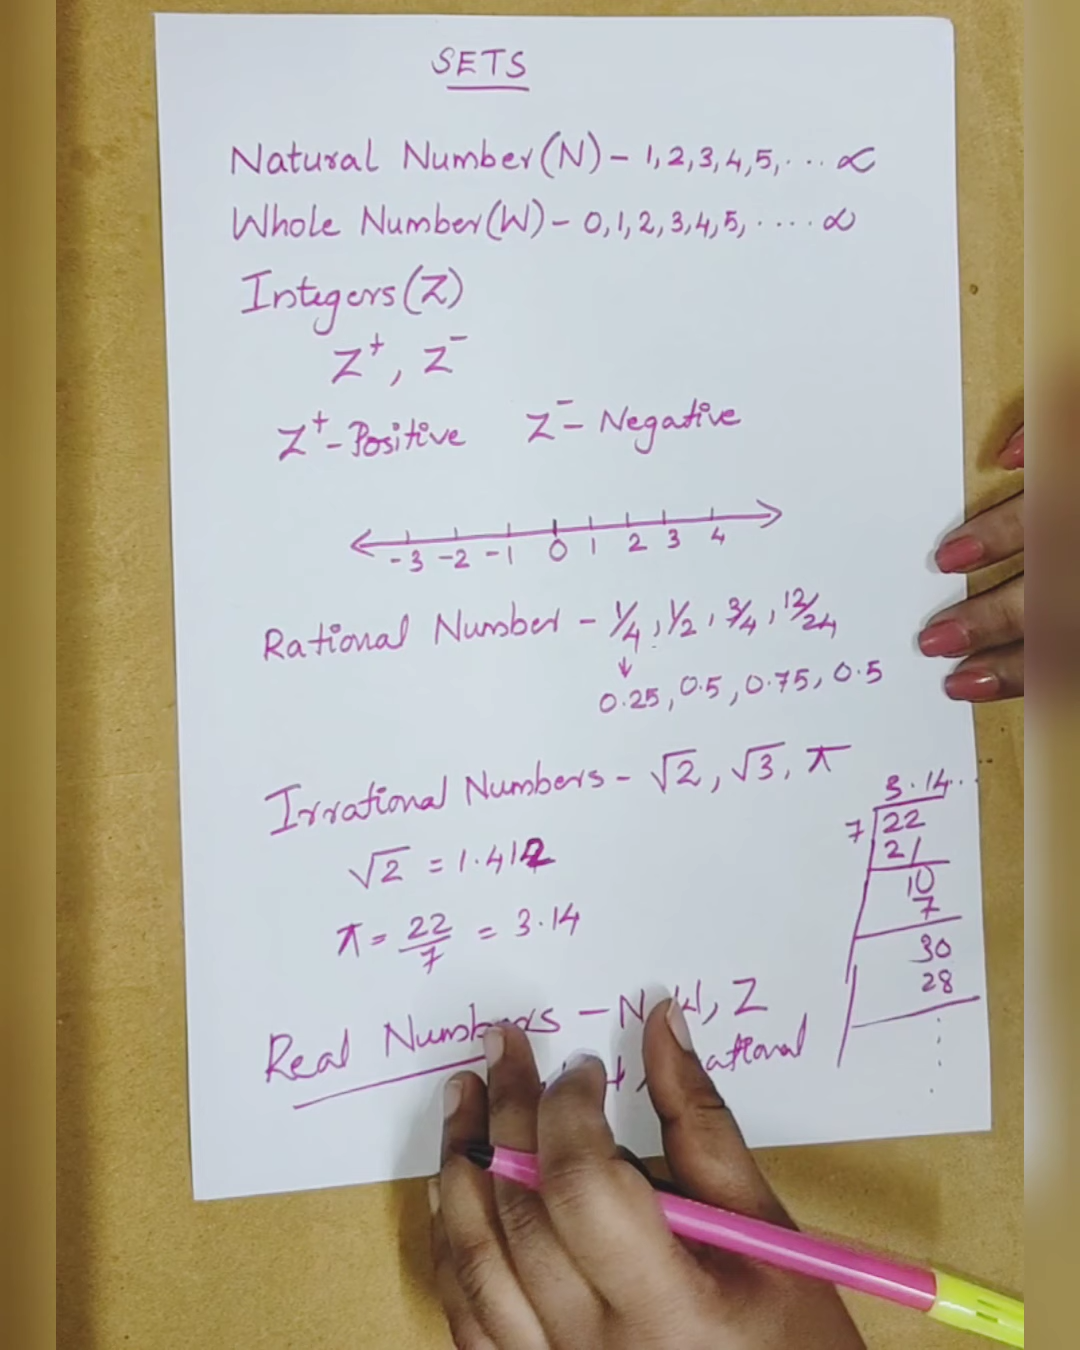 SETS
Natural Number(N) - 1,2,3,4,5,... ∝
Whole Number(W) - 0,1,2,3,4,5,.... ∝
Integers (Z)
Z⁺, Z⁻
Z⁺- Positive   Z⁻- Negative
-3 -2 -1 0 1 2 3 4
Rational Number - 1/4, 1/2, 3/4, 12/24
↓
0.25, 0.5, 0.75, 0.5
Irrational Numbers - √2, √3, π
√2 = 1.412
π = 22/7 = 3.14
3.14...
7 22
21
10
7
30
28
Real Numbers - N, W, Z